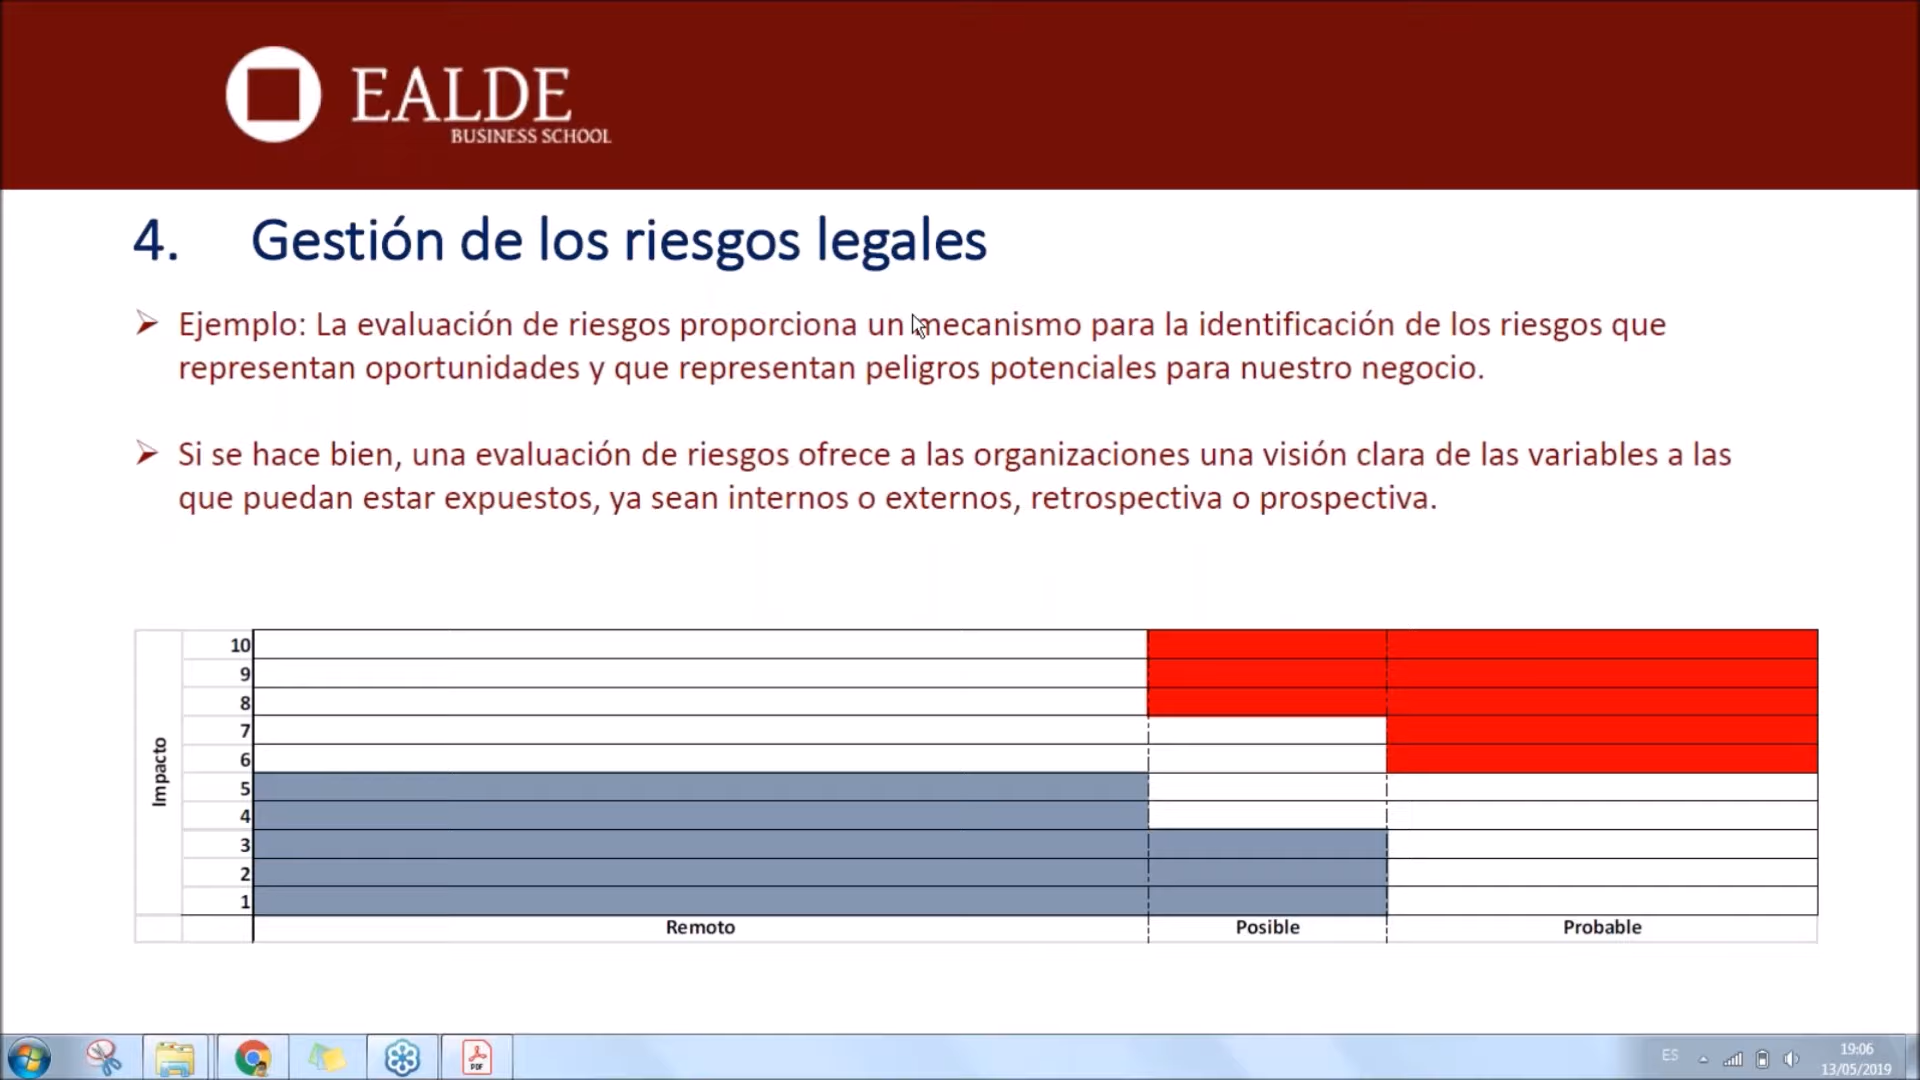 EALDE
BUSINESS SCHOOL
4. Gestión de los riesgos legales
Ejemplo: La evaluación de riesgos proporciona un mecanismo para la identificación de los riesgos que
representan oportunidades y que representan peligros potenciales para nuestro negocio.
Si se hace bien, una evaluación de riesgos ofrece a las organizaciones una visión clara de las variables a las
que puedan estar expuestos, ya sean internos o externos, retrospectiva o prospectiva.
Impacto
10
9
8
7
6
5
4
3
2
1
Remoto Posible Probable
PDF
ES
19:06
13/05/2019